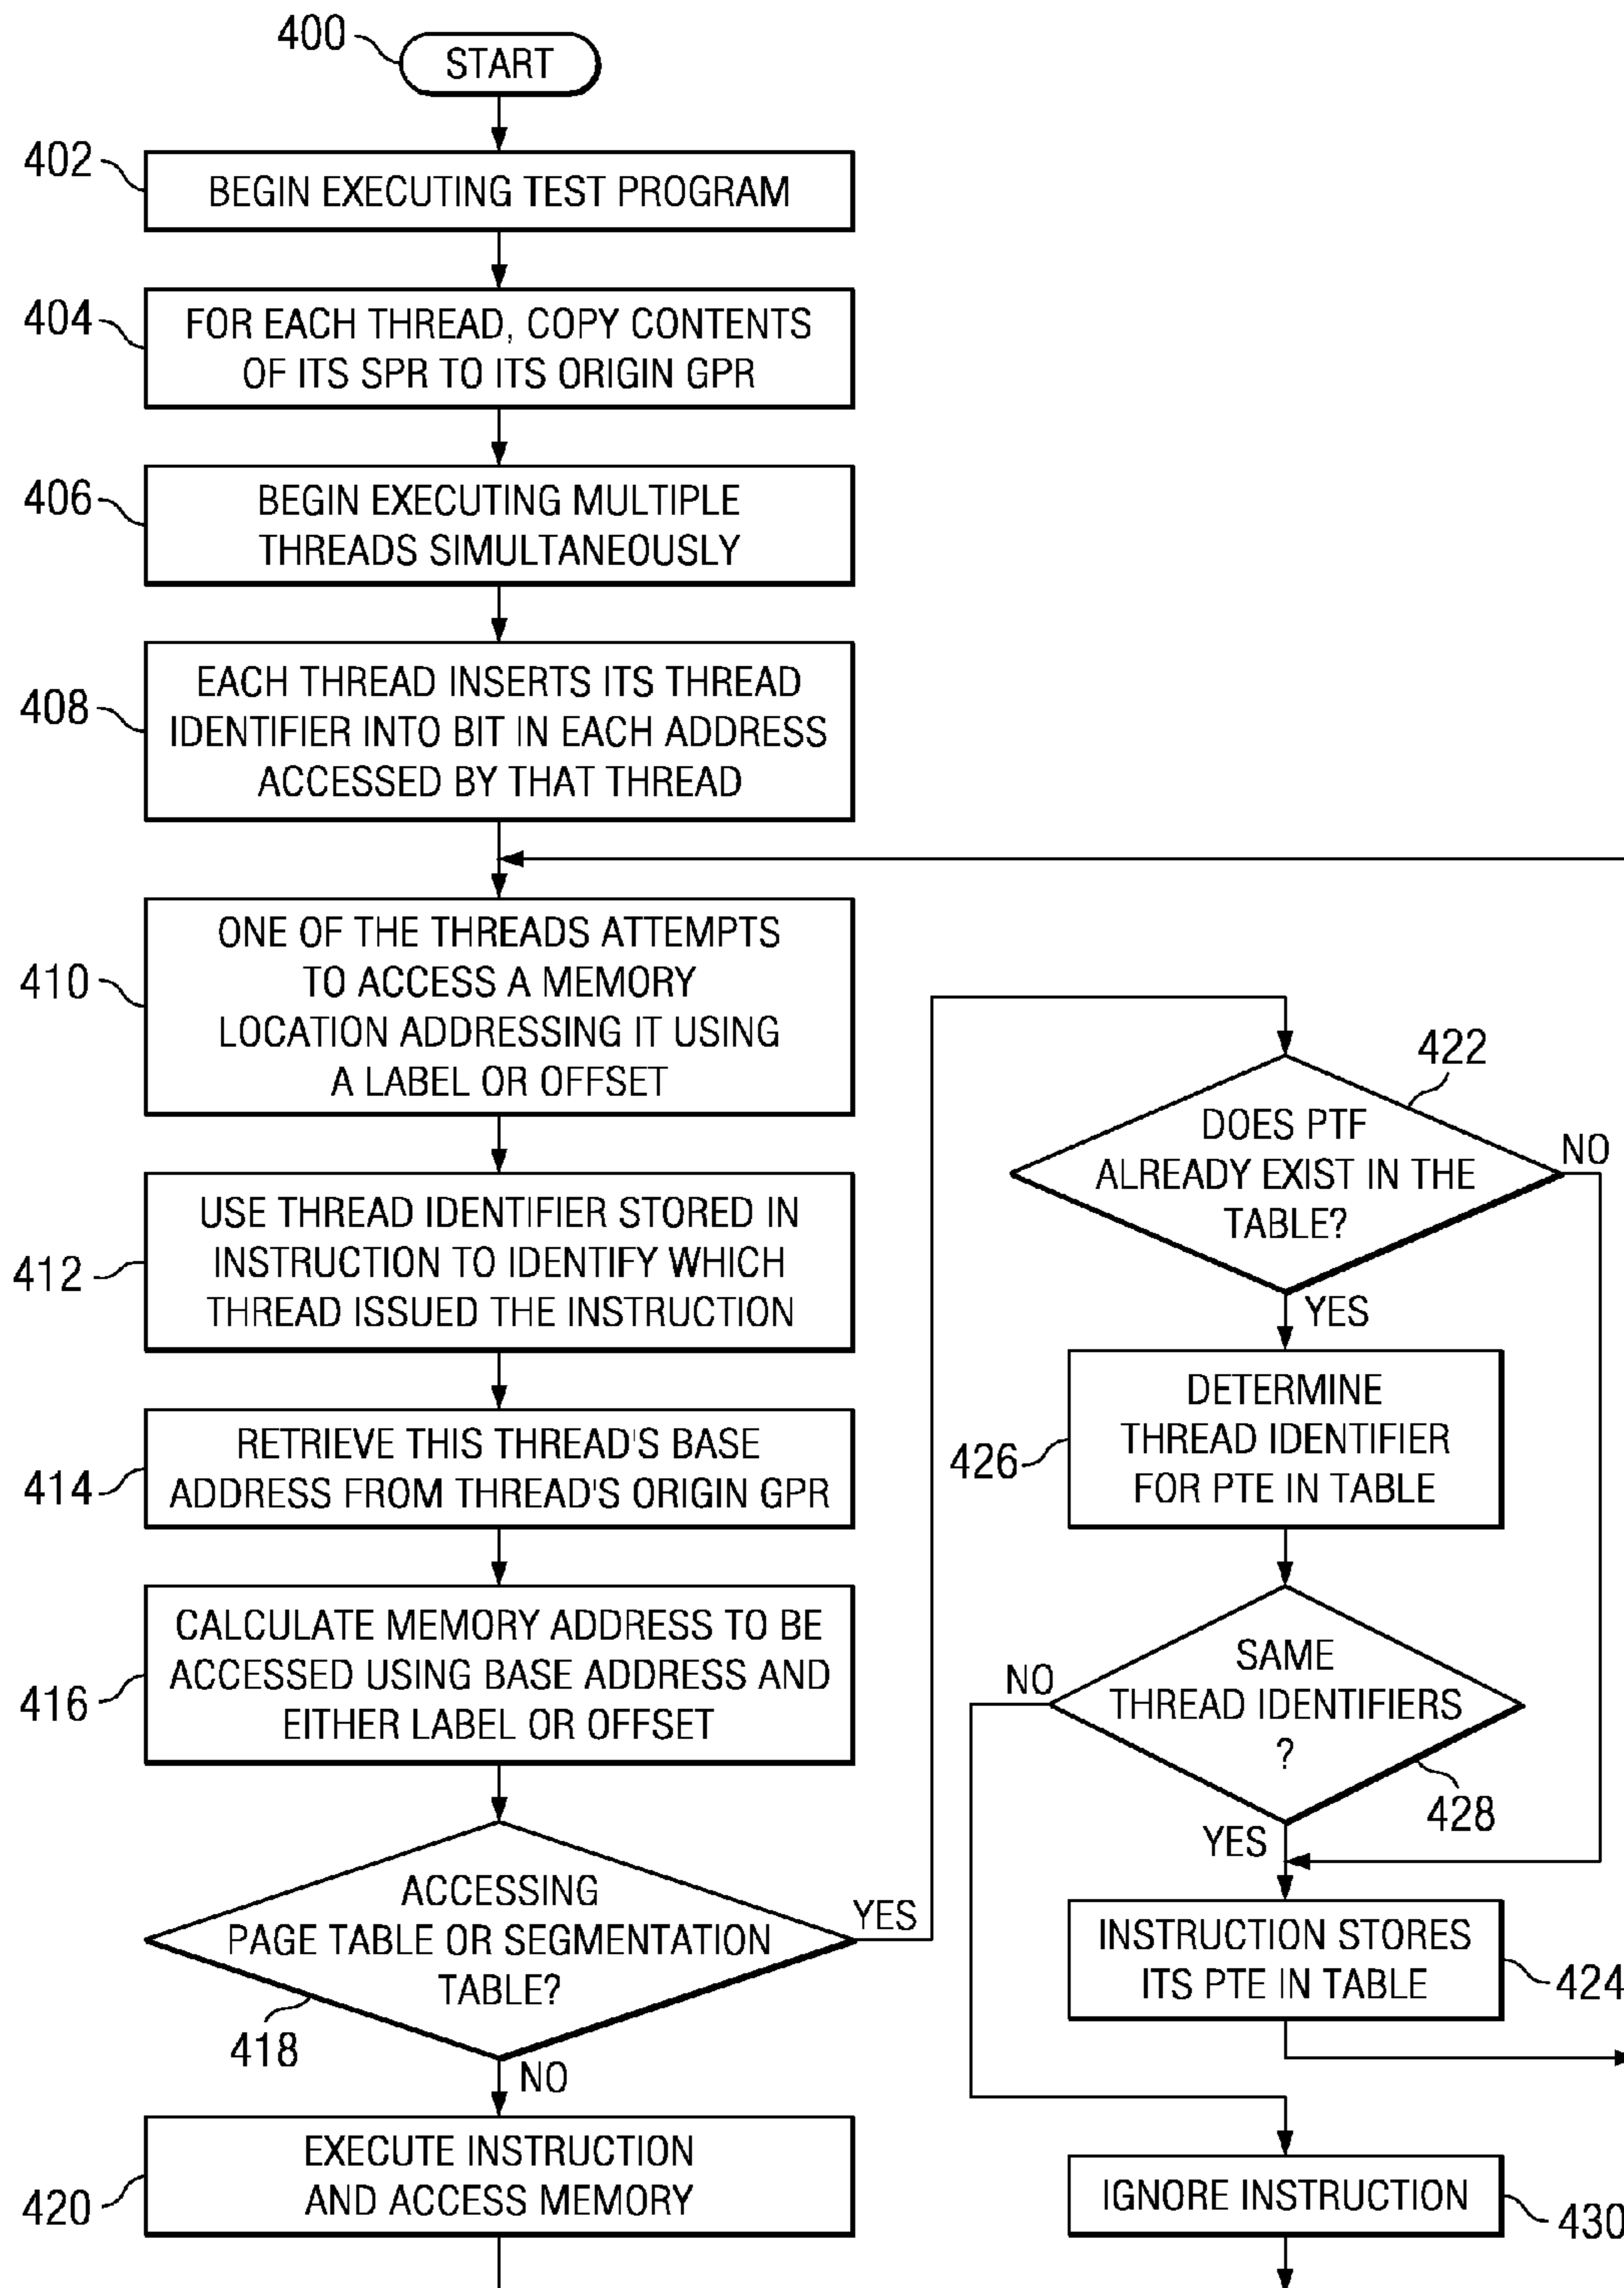 400
START
402
BEGIN EXECUTING TEST PROGRAM
404
FOR EACH THREAD, COPY CONTENTS
OF ITS SPR TO ITS ORIGIN GPR
406
BEGIN EXECUTING MULTIPLE
THREADS SIMULTANEOUSLY
408
EACH THREAD INSERTS ITS THREAD
IDENTIFIER INTO BIT IN EACH ADDRESS
ACCESSED BY THAT THREAD
410
ONE OF THE THREADS ATTEMPTS
TO ACCESS A MEMORY
LOCATION ADDRESSING IT USING
A LABEL OR OFFSET
412
USE THREAD IDENTIFIER STORED IN
INSTRUCTION TO IDENTIFY WHICH
THREAD ISSUED THE INSTRUCTION
414
RETRIEVE THIS THREAD'S BASE
ADDRESS FROM THREAD'S ORIGIN GPR
416
CALCULATE MEMORY ADDRESS TO BE
ACCESSED USING BASE ADDRESS AND
EITHER LABEL OR OFFSET
ACCESSING
PAGE TABLE OR SEGMENTATION
TABLE?
YES
418
NO
420
EXECUTE INSTRUCTION
AND ACCESS MEMORY
422
DOES PTF
ALREADY EXIST IN THE
TABLE?
NO
YES
426
DETERMINE
THREAD IDENTIFIER
FOR PTE IN TABLE
NO
SAME
THREAD IDENTIFIERS
?
428
YES
INSTRUCTION STORES
ITS PTE IN TABLE
424
IGNORE INSTRUCTION
430